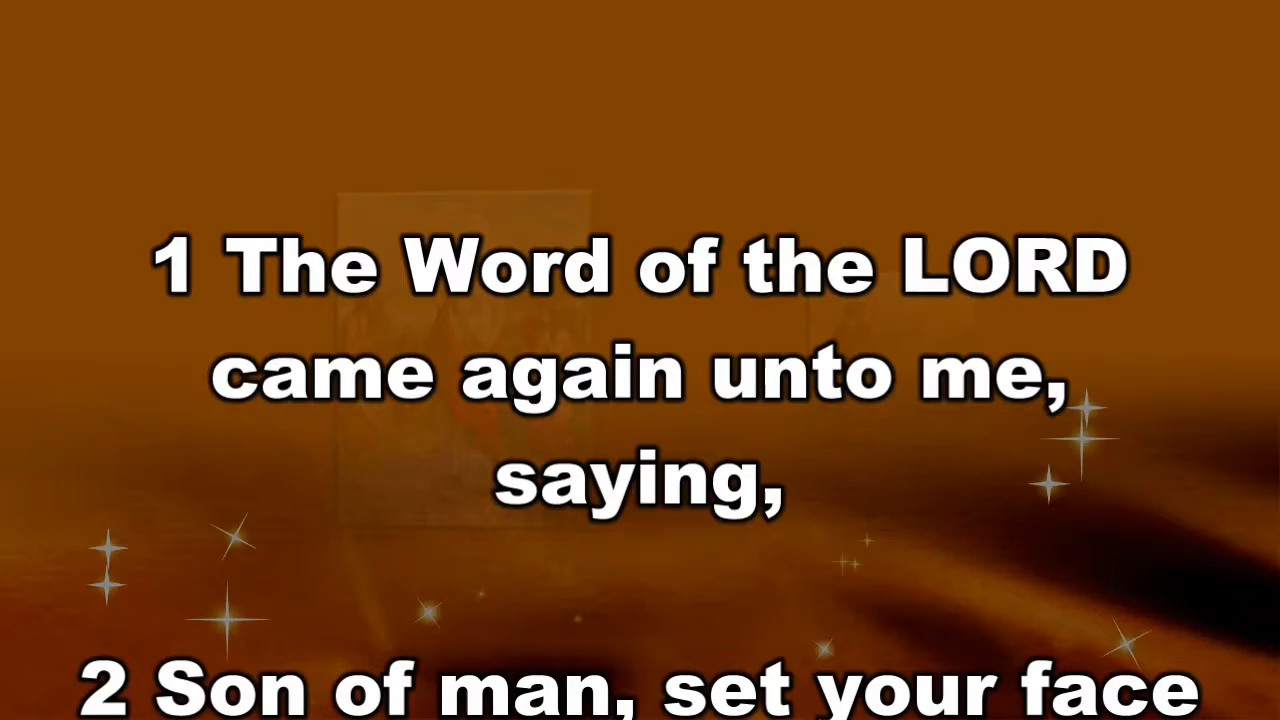 1 The Word of the LORD
came again unto me,
saying,
2 Son of man, set your face